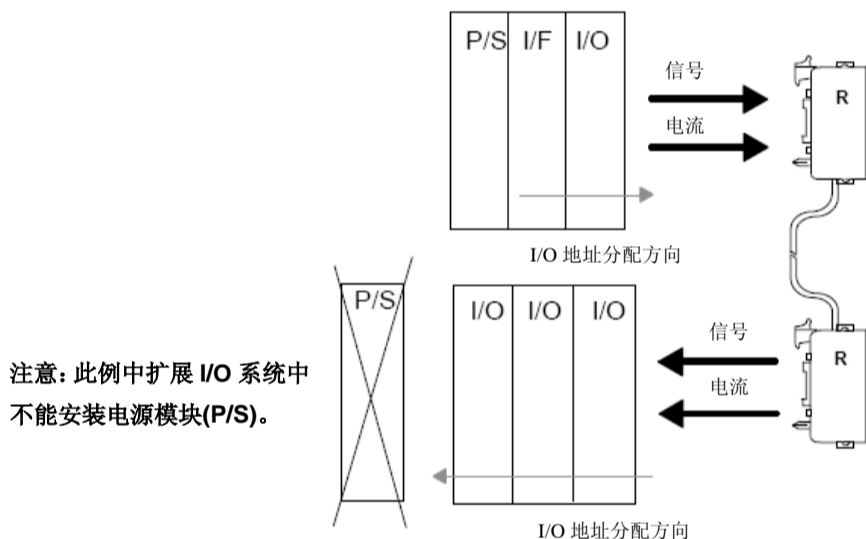 P/S I/F I/O
信号
R
电流
I/O 地址分配方向
P/S
I/O I/O I/O
信号
R
电流
注意：此例中扩展 I/O 系统中
不能安装电源模块(P/S)。
I/O 地址分配方向